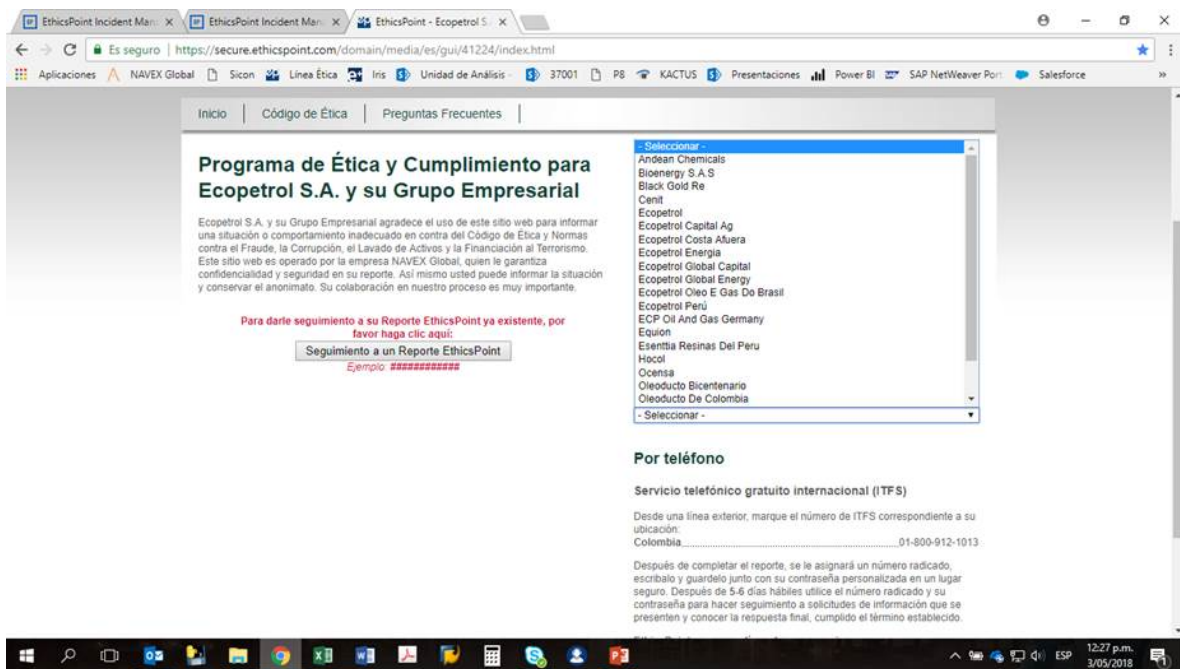 EthicsPoint Incident Man
EthicsPoint Incident Man
EthicsPoint - Ecopetrol S
Es seguro
https://secure.ethicspoint.com/domain/media/es/gui/41224/index.html
Aplicaciones
NAVEX Global
Sicon
Línea Ética
Iris
Unidad de Análisis -
37001
P8
KACTUS
Presentaciones
Power BI
SAP NetWeaver Port
Salesforce
»
Inicio
Código de Ética
Preguntas Frecuentes
Programa de Ética y Cumplimiento para
Ecopetrol S.A. y su Grupo Empresarial
Ecopetrol S.A. y su Grupo Empresarial agradece el uso de este sitio web para informar
una situación o comportamiento inadecuado en contra del Código de Ética y Normas
contra el Fraude, la Corrupción, el Lavado de Activos y la Financiación al Terrorismo.
Este sitio web es operado por la empresa NAVEX Global, quien le garantiza
confidencialidad y seguridad en su reporte. Así mismo usted puede informar la situación
y conservar el anonimato. Su colaboración en nuestro proceso es muy importante.
Para darle seguimiento a su Reporte EthicsPoint ya existente, por
favor haga clic aquí:
Seguimiento a un Reporte EthicsPoint
Ejemplo: ############
- Seleccionar -
Andean Chemicals
Bioenergy S.A.S
Black Gold Re
Cenit
Ecopetrol
Ecopetrol Capital Ag
Ecopetrol Costa Afuera
Ecopetrol Energia
Ecopetrol Global Capital
Ecopetrol Global Energy
Ecopetrol Oleo E Gas Do Brasil
Ecopetrol Perú
ECP Oil And Gas Germany
Equion
Esenttia Resinas Del Peru
Hocol
Ocensa
Oleoducto Bicentenario
Oleoducto De Colombia
- Seleccionar -
Por teléfono
Servicio telefónico gratuito internacional (ITFS)
Desde una línea exterior, marque el número de ITFS correspondiente a su
ubicación:
Colombia 01-800-912-1013
Después de completar el reporte, se le asignará un número radicado,
escribalo y guardelo junto con su contraseña personalizada en un lugar
seguro. Después de 5-6 días hábiles utilice el número radicado y su
contraseña para hacer seguimiento a solicitudes de información que se
presenten y conocer la respuesta final, cumplido el término establecido.
ESP
12:27 p.m.
3/05/2018